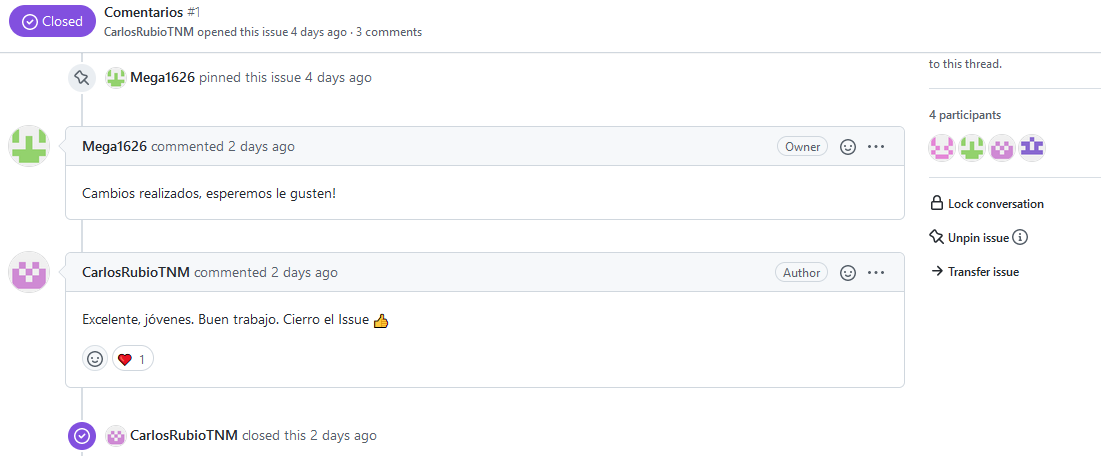 Closed
Comentarios #1
CarlosRubioTNM opened this issue 4 days ago · 3 comments
Mega1626 pinned this issue 4 days ago
to this thread.
4 participants
Mega1626 commented 2 days ago
Owner
Cambios realizados, esperemos le gusten!
Lock conversation
Unpin issue
Transfer issue
CarlosRubioTNM commented 2 days ago
Author
Excelente, jóvenes. Buen trabajo. Cierro el Issue 👍
❤️ 1
CarlosRubioTNM closed this 2 days ago